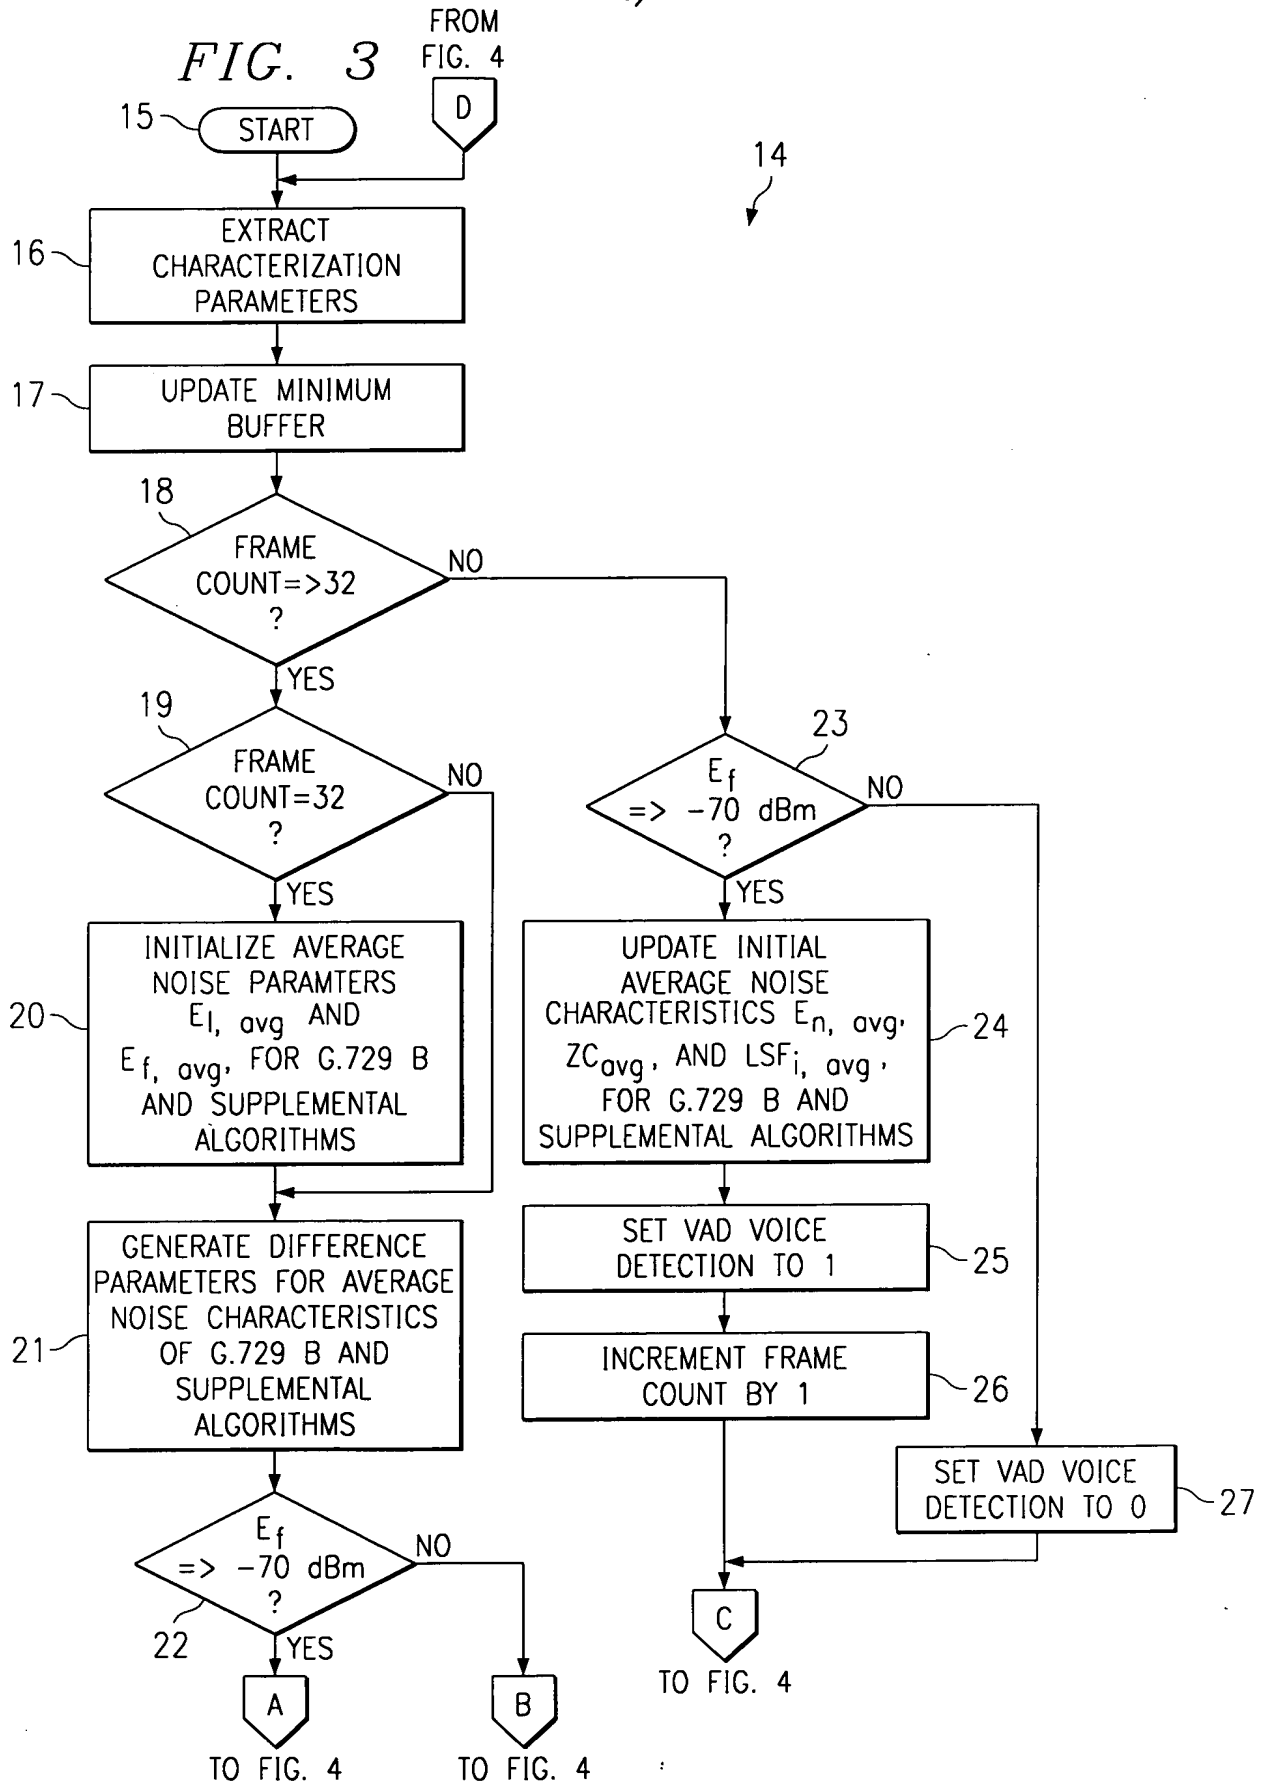 FROM
FIG. 4
FIG. 3
D
15
START
14
16
EXTRACT
CHARACTERIZATION
PARAMETERS
17
UPDATE MINIMUM
BUFFER
18
FRAME
COUNT=>32
?
NO
YES
19
FRAME
COUNT=32
?
NO
YES
23
E_f
=> -70 dBm
?
NO
YES
20
INITIALIZE AVERAGE
NOISE PARAMTERS
E_l, avg AND
E_f, avg, FOR G.729 B
AND SUPPLEMENTAL
ALGORITHMS
UPDATE INITIAL
AVERAGE NOISE
CHARACTERISTICS E_n, avg,
ZC_avg, AND LSF_i, avg,
FOR G.729 B AND
SUPPLEMENTAL ALGORITHMS
24
SET VAD VOICE
DETECTION TO 1
25
21
GENERATE DIFFERENCE
PARAMETERS FOR AVERAGE
NOISE CHARACTERISTICS
OF G.729 B AND
SUPPLEMENTAL
ALGORITHMS
INCREMENT FRAME
COUNT BY 1
26
SET VAD VOICE
DETECTION TO 0
27
E_f
=> -70 dBm
?
NO
22
YES
C
TO FIG. 4
A
TO FIG. 4
B
TO FIG. 4